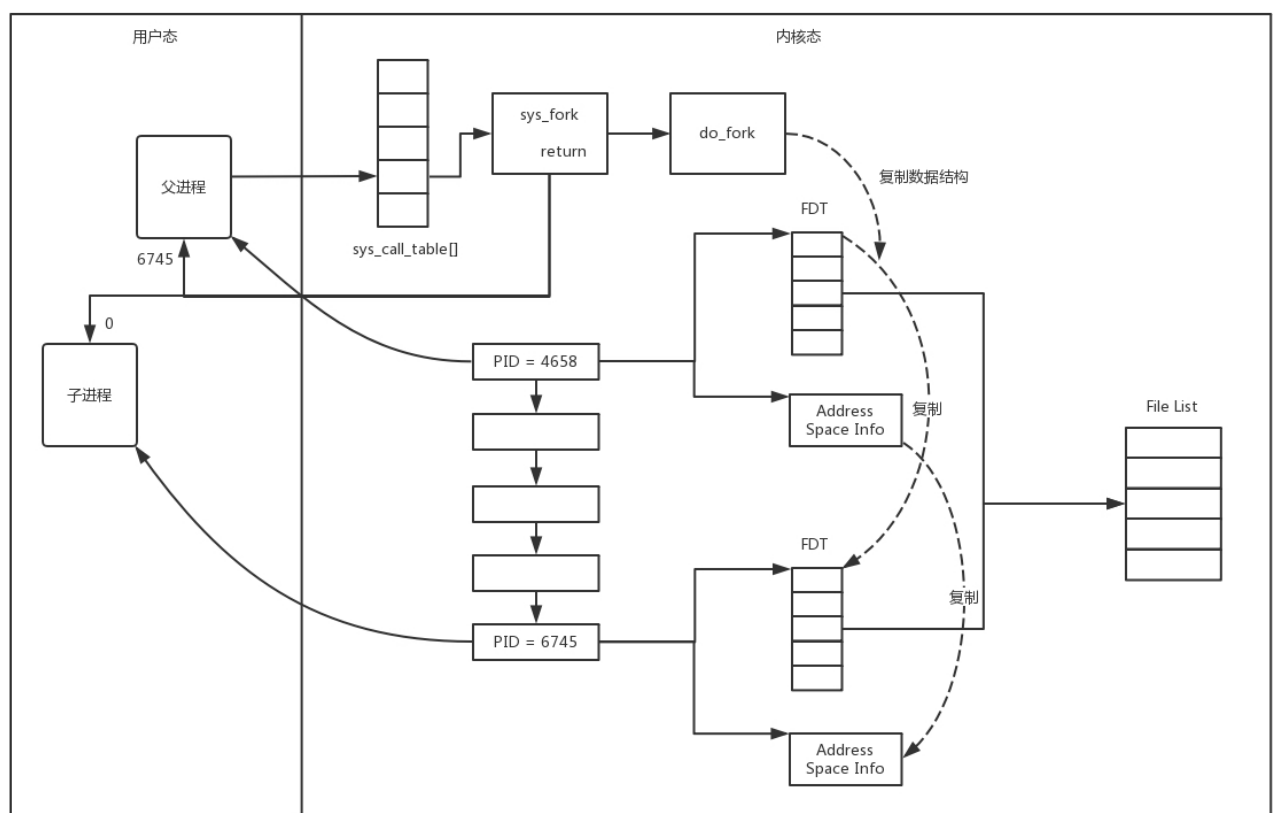 用户态
内核态
sys_fork
return
do_fork
父进程
复制数据结构
FDT
sys_call_table[]
6745
0
PID = 4658
子进程
Address
Space Info
复制
File List
FDT
复制
PID = 6745
Address
Space Info